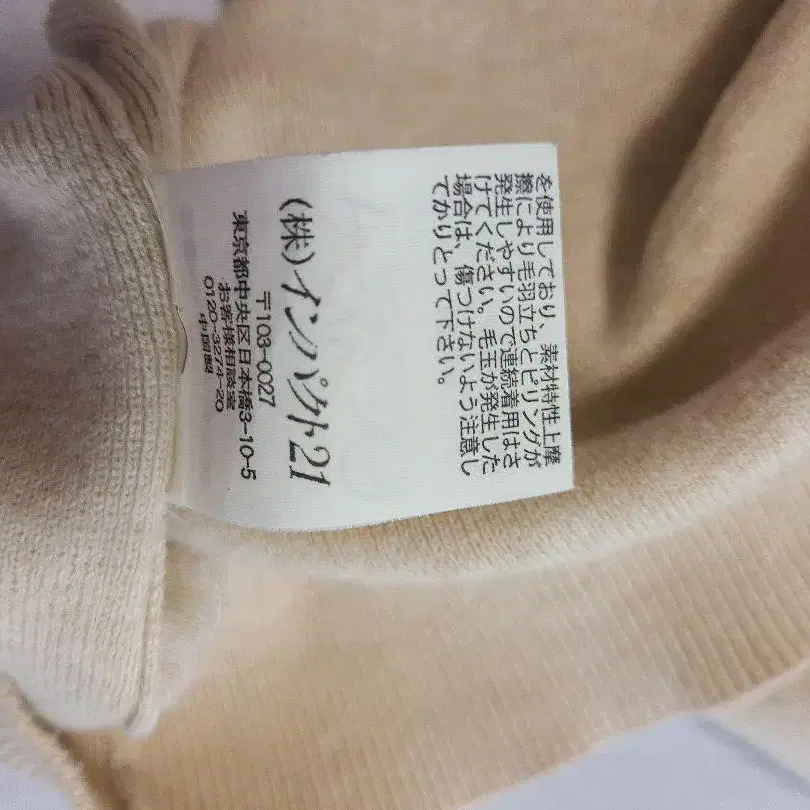 を使用しており、素材特性上摩
擦により毛羽立ちとピリングが
発生しやすいので連続着用はさ
けてください。毛玉が発生した
場合は、傷つけないよう注意し
てかりとって下さい。
(株)インパクト21
〒103-0027
東京都中央区日本橋3-10-5
お客様相談室
0120-3274-20
中国製